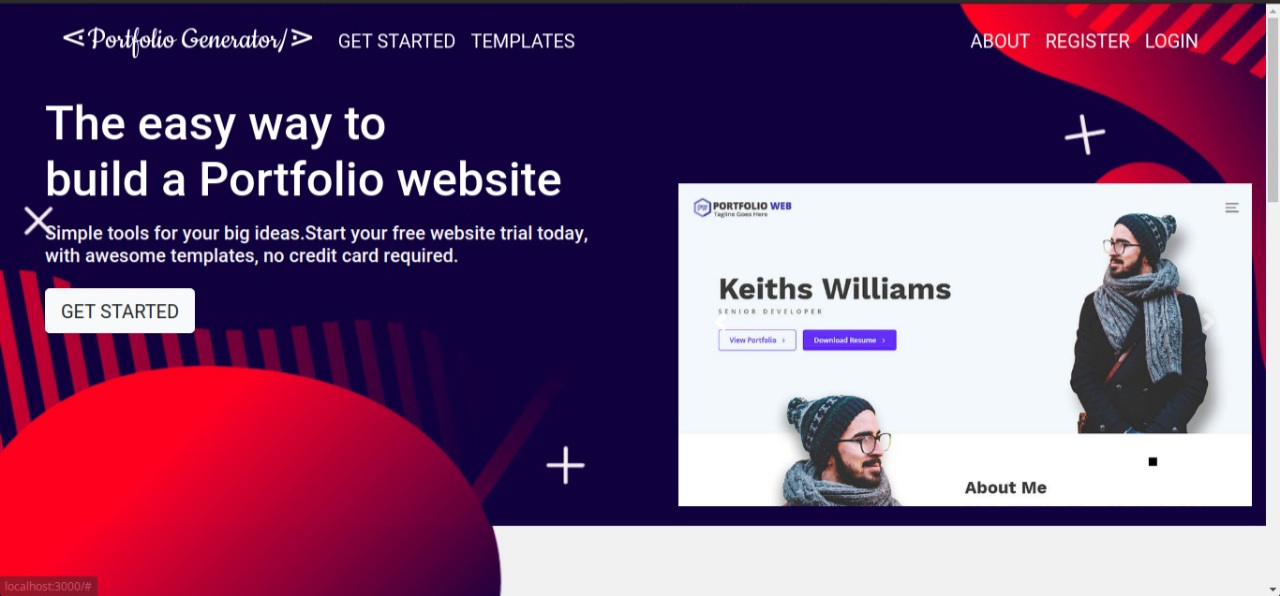 <Portfolio Generator/> GET STARTED TEMPLATES ABOUT REGISTER LOGIN
The easy way to
build a Portfolio website
Simple tools for your big ideas.Start your free website trial today,
with awesome templates, no credit card required.
GET STARTED
PORTFOLIO WEB
Tagline Goes Here
Keiths Williams
SENIOR DEVELOPER
View Portfolio › Download Resume ›
About Me
localhost:3000/#